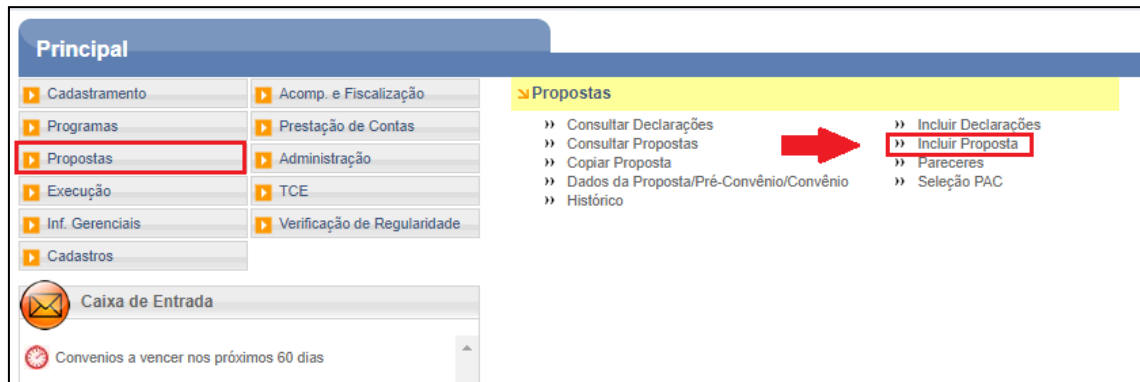 Principal
Cadastramento
Acomp. e Fiscalização
Programas
Prestação de Contas
Propostas
Administração
Execução
TCE
Inf. Gerenciais
Verificação de Regularidade
Cadastros
Propostas
Consultar Declarações
Consultar Propostas
Copiar Proposta
Dados da Proposta/Pré-Convênio/Convênio
Histórico
Incluir Declarações
Incluir Proposta
Pareceres
Seleção PAC
Caixa de Entrada
Convenios a vencer nos próximos 60 dias